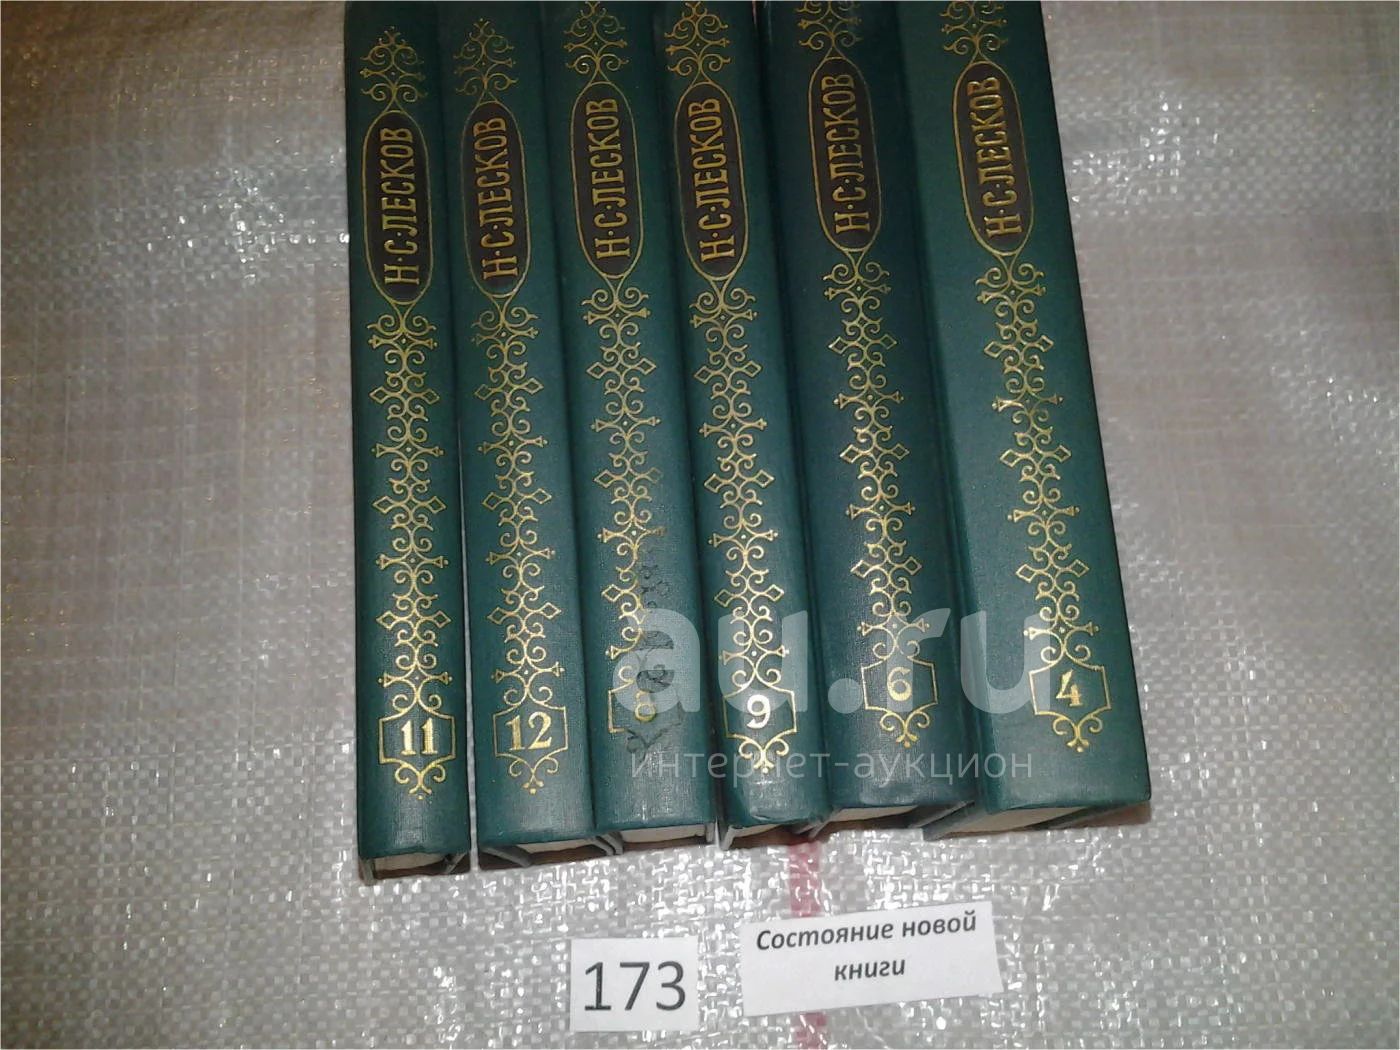 Н·С·ЛЕСКОВ
Н·С·ЛЕСКОВ
Н·С·ЛЕСКОВ
Н·С·ЛЕСКОВ
Н·С·ЛЕСКОВ
Н·С·ЛЕСКОВ
11
12
9
6
4
au.ru
интернет-аукцион
173
Состояние новой
книги